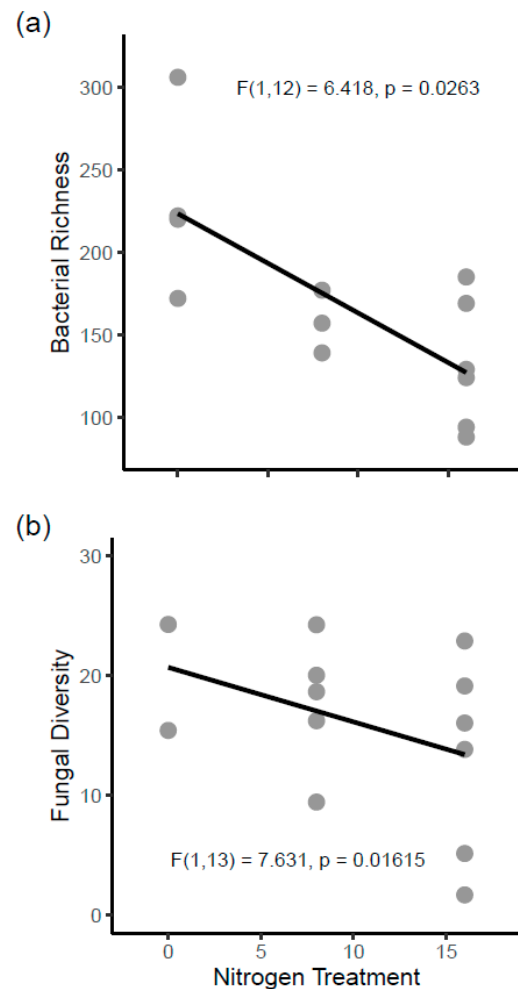 (a)
F(1,12) = 6.418, p = 0.0263
300
250
200
150
100
Bacterial Richness
(b)
30
20
10
0
Fungal Diversity
F(1,13) = 7.631, p = 0.01615
0 5 10 15
Nitrogen Treatment